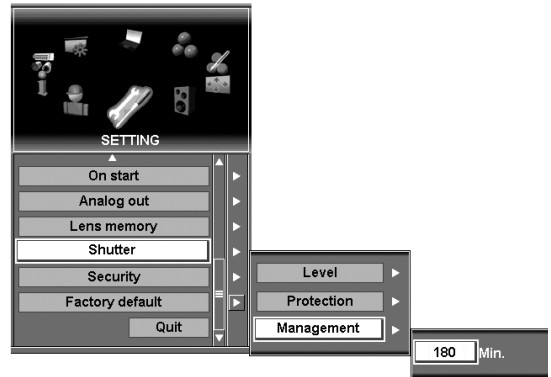 SETTING
On start
Analog out
Lens memory
Shutter
Security
Factory default
Quit
Level
Protection
Management
180 Min.